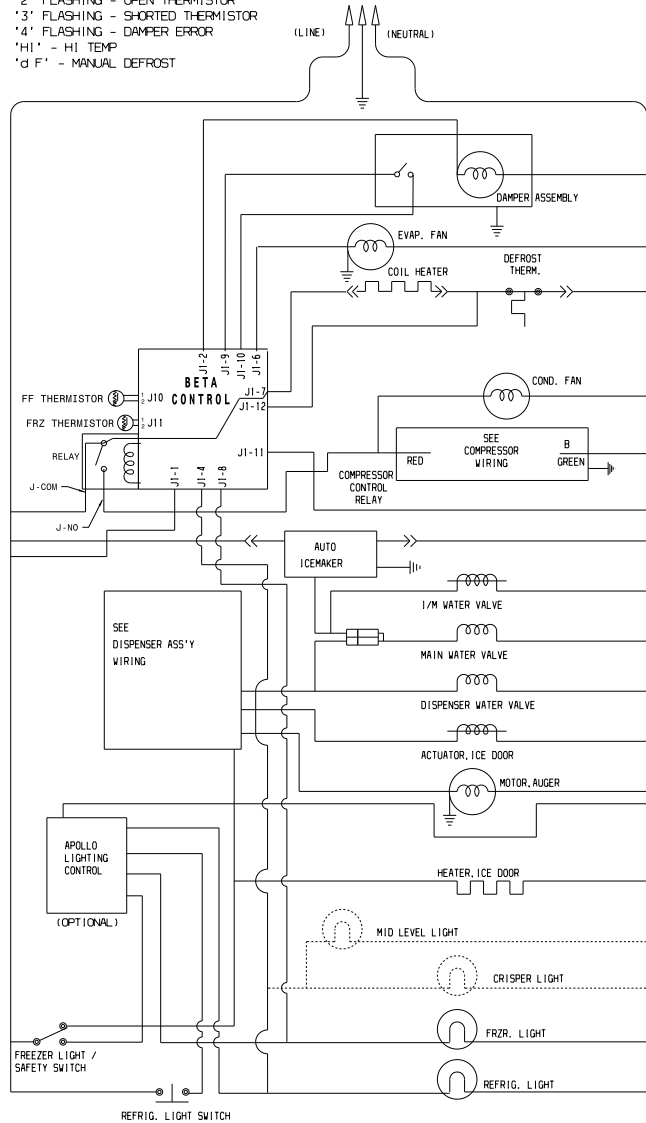 '2' FLASHING - OPEN THERMISTOR
'3' FLASHING - SHORTED THERMISTOR
'4' FLASHING - DAMPER ERROR
'HI' - HI TEMP
'd F' - MANUAL DEFROST
(LINE)
(NEUTRAL)
DAMPER ASSEMBLY
EVAP. FAN
COIL HEATER
DEFROST
THERM.
J1-2
J1-9
J1-10
J1-6
BETA
CONTROL
J1-7
J1-12
FF THERMISTOR
1
2
J10
FRZ THERMISTOR
1
2
J11
RELAY
J1-11
J1-1
J1-4
J1-8
J-COM
J-NO
COND. FAN
RED
SEE
COMPRESSOR
WIRING
B
GREEN
COMPRESSOR
CONTROL
RELAY
AUTO
ICEMAKER
I/M WATER VALVE
MAIN WATER VALVE
SEE
DISPENSER ASS'Y
WIRING
DISPENSER WATER VALVE
ACTUATOR, ICE DOOR
MOTOR, AUGER
APOLLO
LIGHTING
CONTROL
(OPTIONAL)
HEATER, ICE DOOR
MID LEVEL LIGHT
CRISPER LIGHT
FRZR. LIGHT
FREEZER LIGHT /
SAFETY SWITCH
REFRIG. LIGHT
REFRIG. LIGHT SWITCH